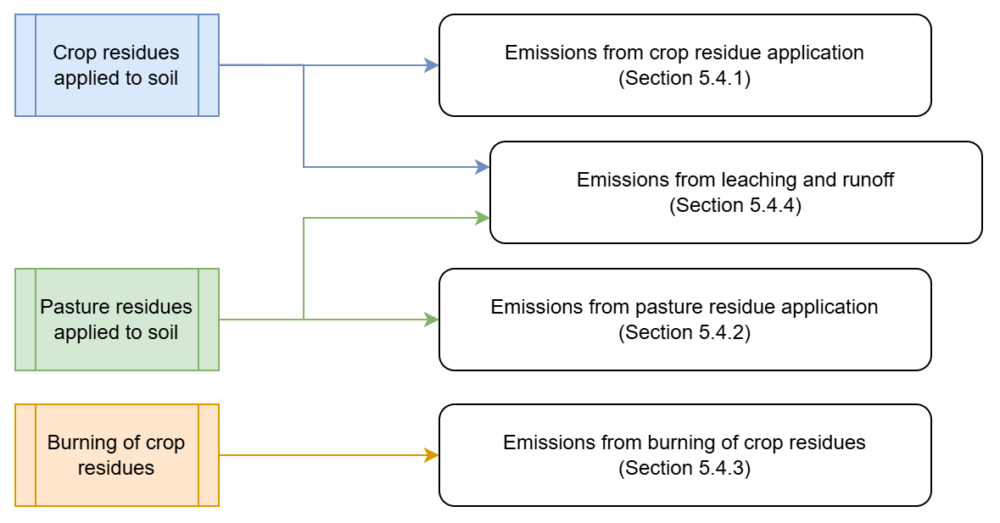 Crop residues
applied to soil
Emissions from crop residue application
(Section 5.4.1)
Emissions from leaching and runoff
(Section 5.4.4)
Pasture residues
applied to soil
Emissions from pasture residue application
(Section 5.4.2)
Burning of crop
residues
Emissions from burning of crop residues
(Section 5.4.3)